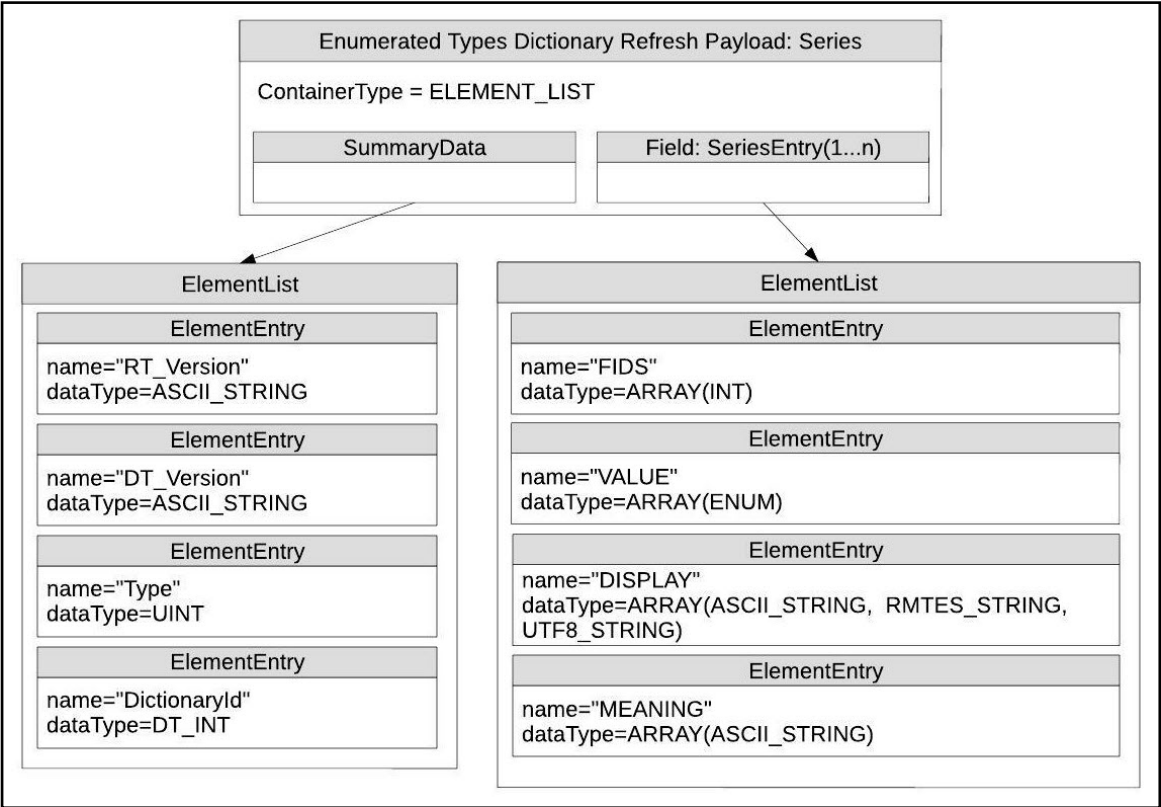 Enumerated Types Dictionary Refresh Payload: Series
ContainerType = ELEMENT_LIST
SummaryData
Field: SeriesEntry(1...n)
ElementList
ElementEntry
name="RT_Version"
dataType=ASCII_STRING
ElementEntry
name="DT_Version"
dataType=ASCII_STRING
ElementEntry
name="Type"
dataType=UINT
ElementEntry
name="DictionaryId"
dataType=DT_INT
ElementList
ElementEntry
name="FIDS"
dataType=ARRAY(INT)
ElementEntry
name="VALUE"
dataType=ARRAY(ENUM)
ElementEntry
name="DISPLAY"
dataType=ARRAY(ASCII_STRING, RMTES_STRING,
UTF8_STRING)
ElementEntry
name="MEANING"
dataType=ARRAY(ASCII_STRING)